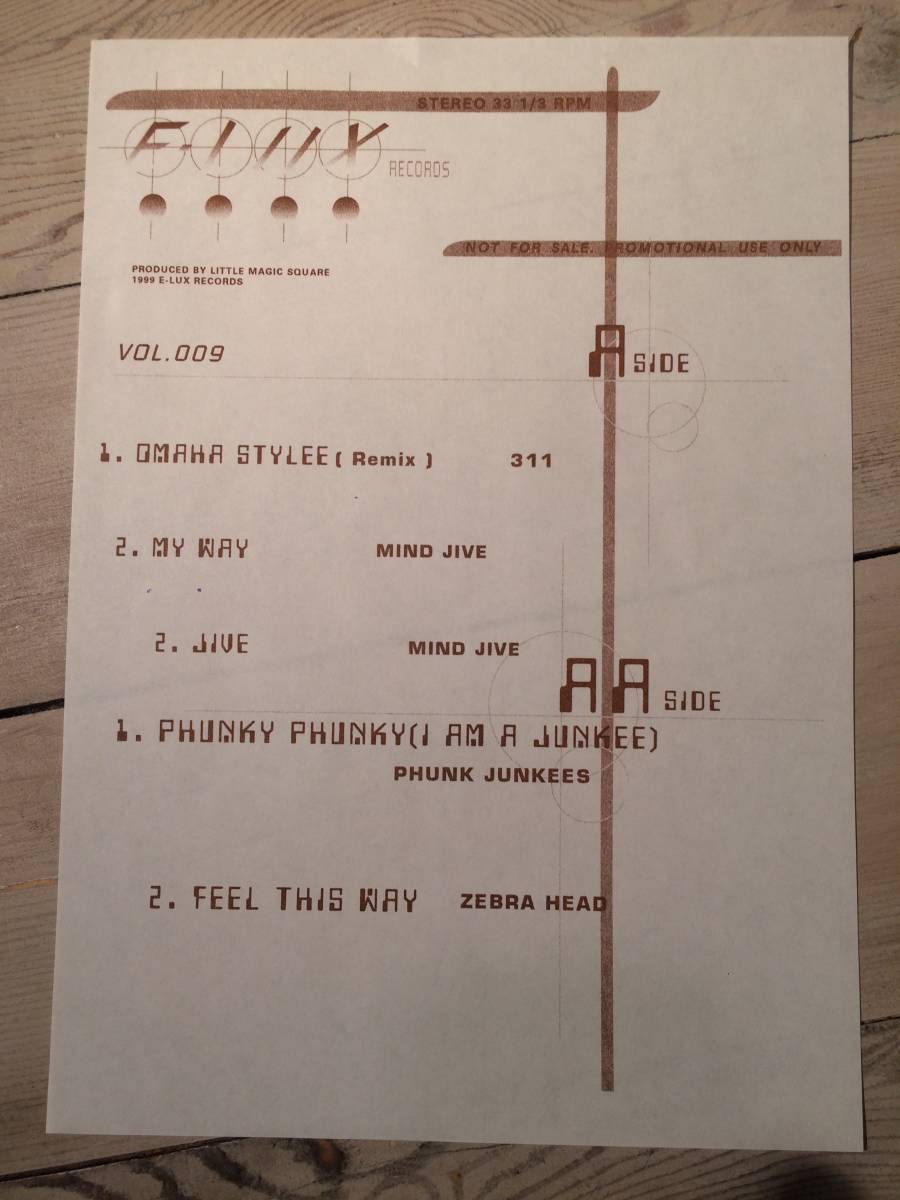 STEREO 33 1/3 RPM
E-LUX RECORDS
NOT FOR SALE. PROMOTIONAL USE ONLY
PRODUCED BY LITTLE MAGIC SQUARE
1999 E-LUX RECORDS
VOL.009
A SIDE
1. OMAHA STYLEE ( Remix ) 311
2. MY WAY MIND JIVE
2. JIVE MIND JIVE
AA SIDE
1. PHUNKY PHUNKY(I AM A JUNKEE)
PHUNK JUNKEES
2. FEEL THIS WAY ZEBRA HEAD